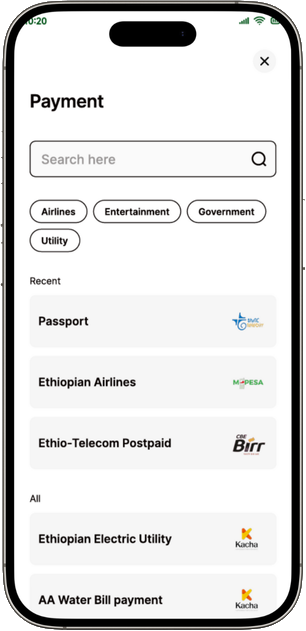 0:20
Payment
Search here
Airlines
Entertainment
Government
Utility
Recent
Passport
Ethiopian Airlines
M-PESA
Ethio-Telecom Postpaid
CBE
Birr
All
Ethiopian Electric Utility
Kacha
AA Water Bill payment
Kacha